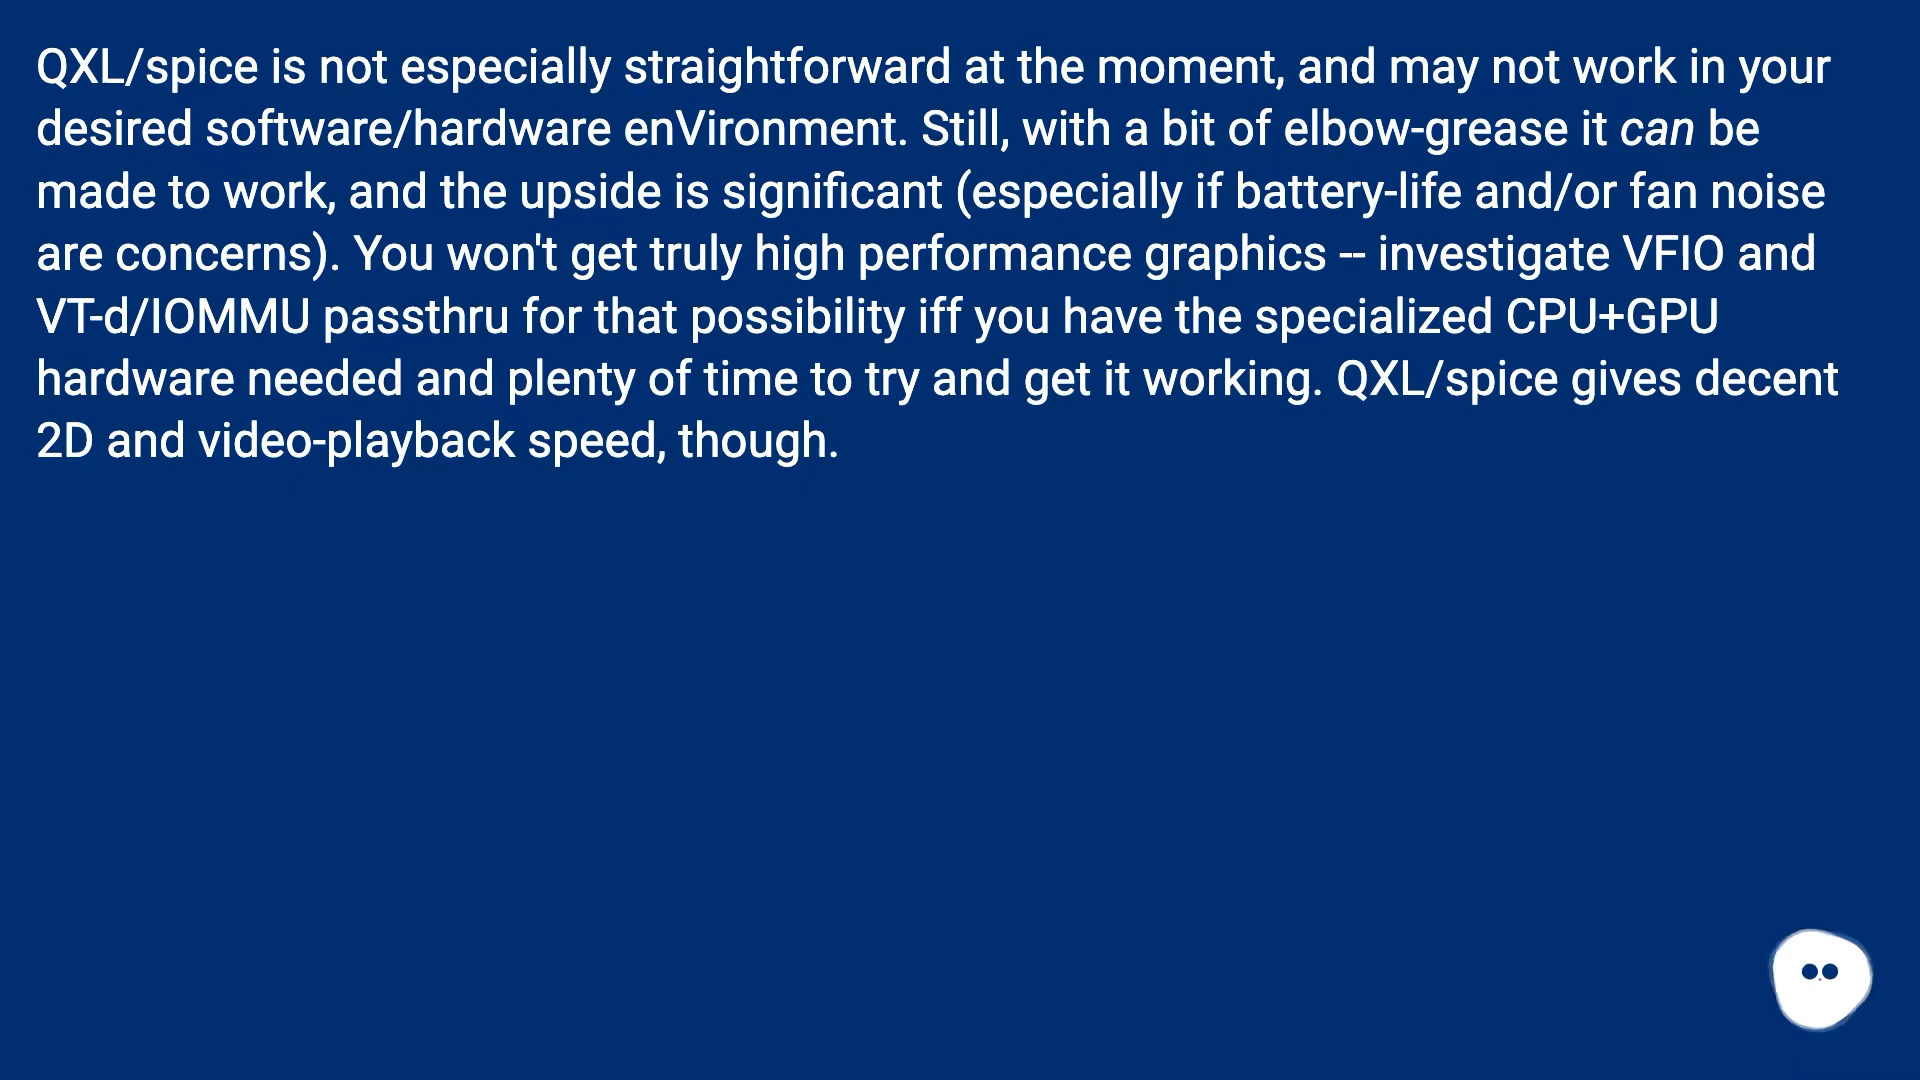 QXL/spice is not especially straightforward at the moment, and may not work in your
desired software/hardware enVironment. Still, with a bit of elbow-grease it can be
made to work, and the upside is significant (especially if battery-life and/or fan noise
are concerns). You won't get truly high performance graphics -- investigate VFIO and
VT-d/IOMMU passthru for that possibility iff you have the specialized CPU+GPU
hardware needed and plenty of time to try and get it working. QXL/spice gives decent
2D and video-playback speed, though.